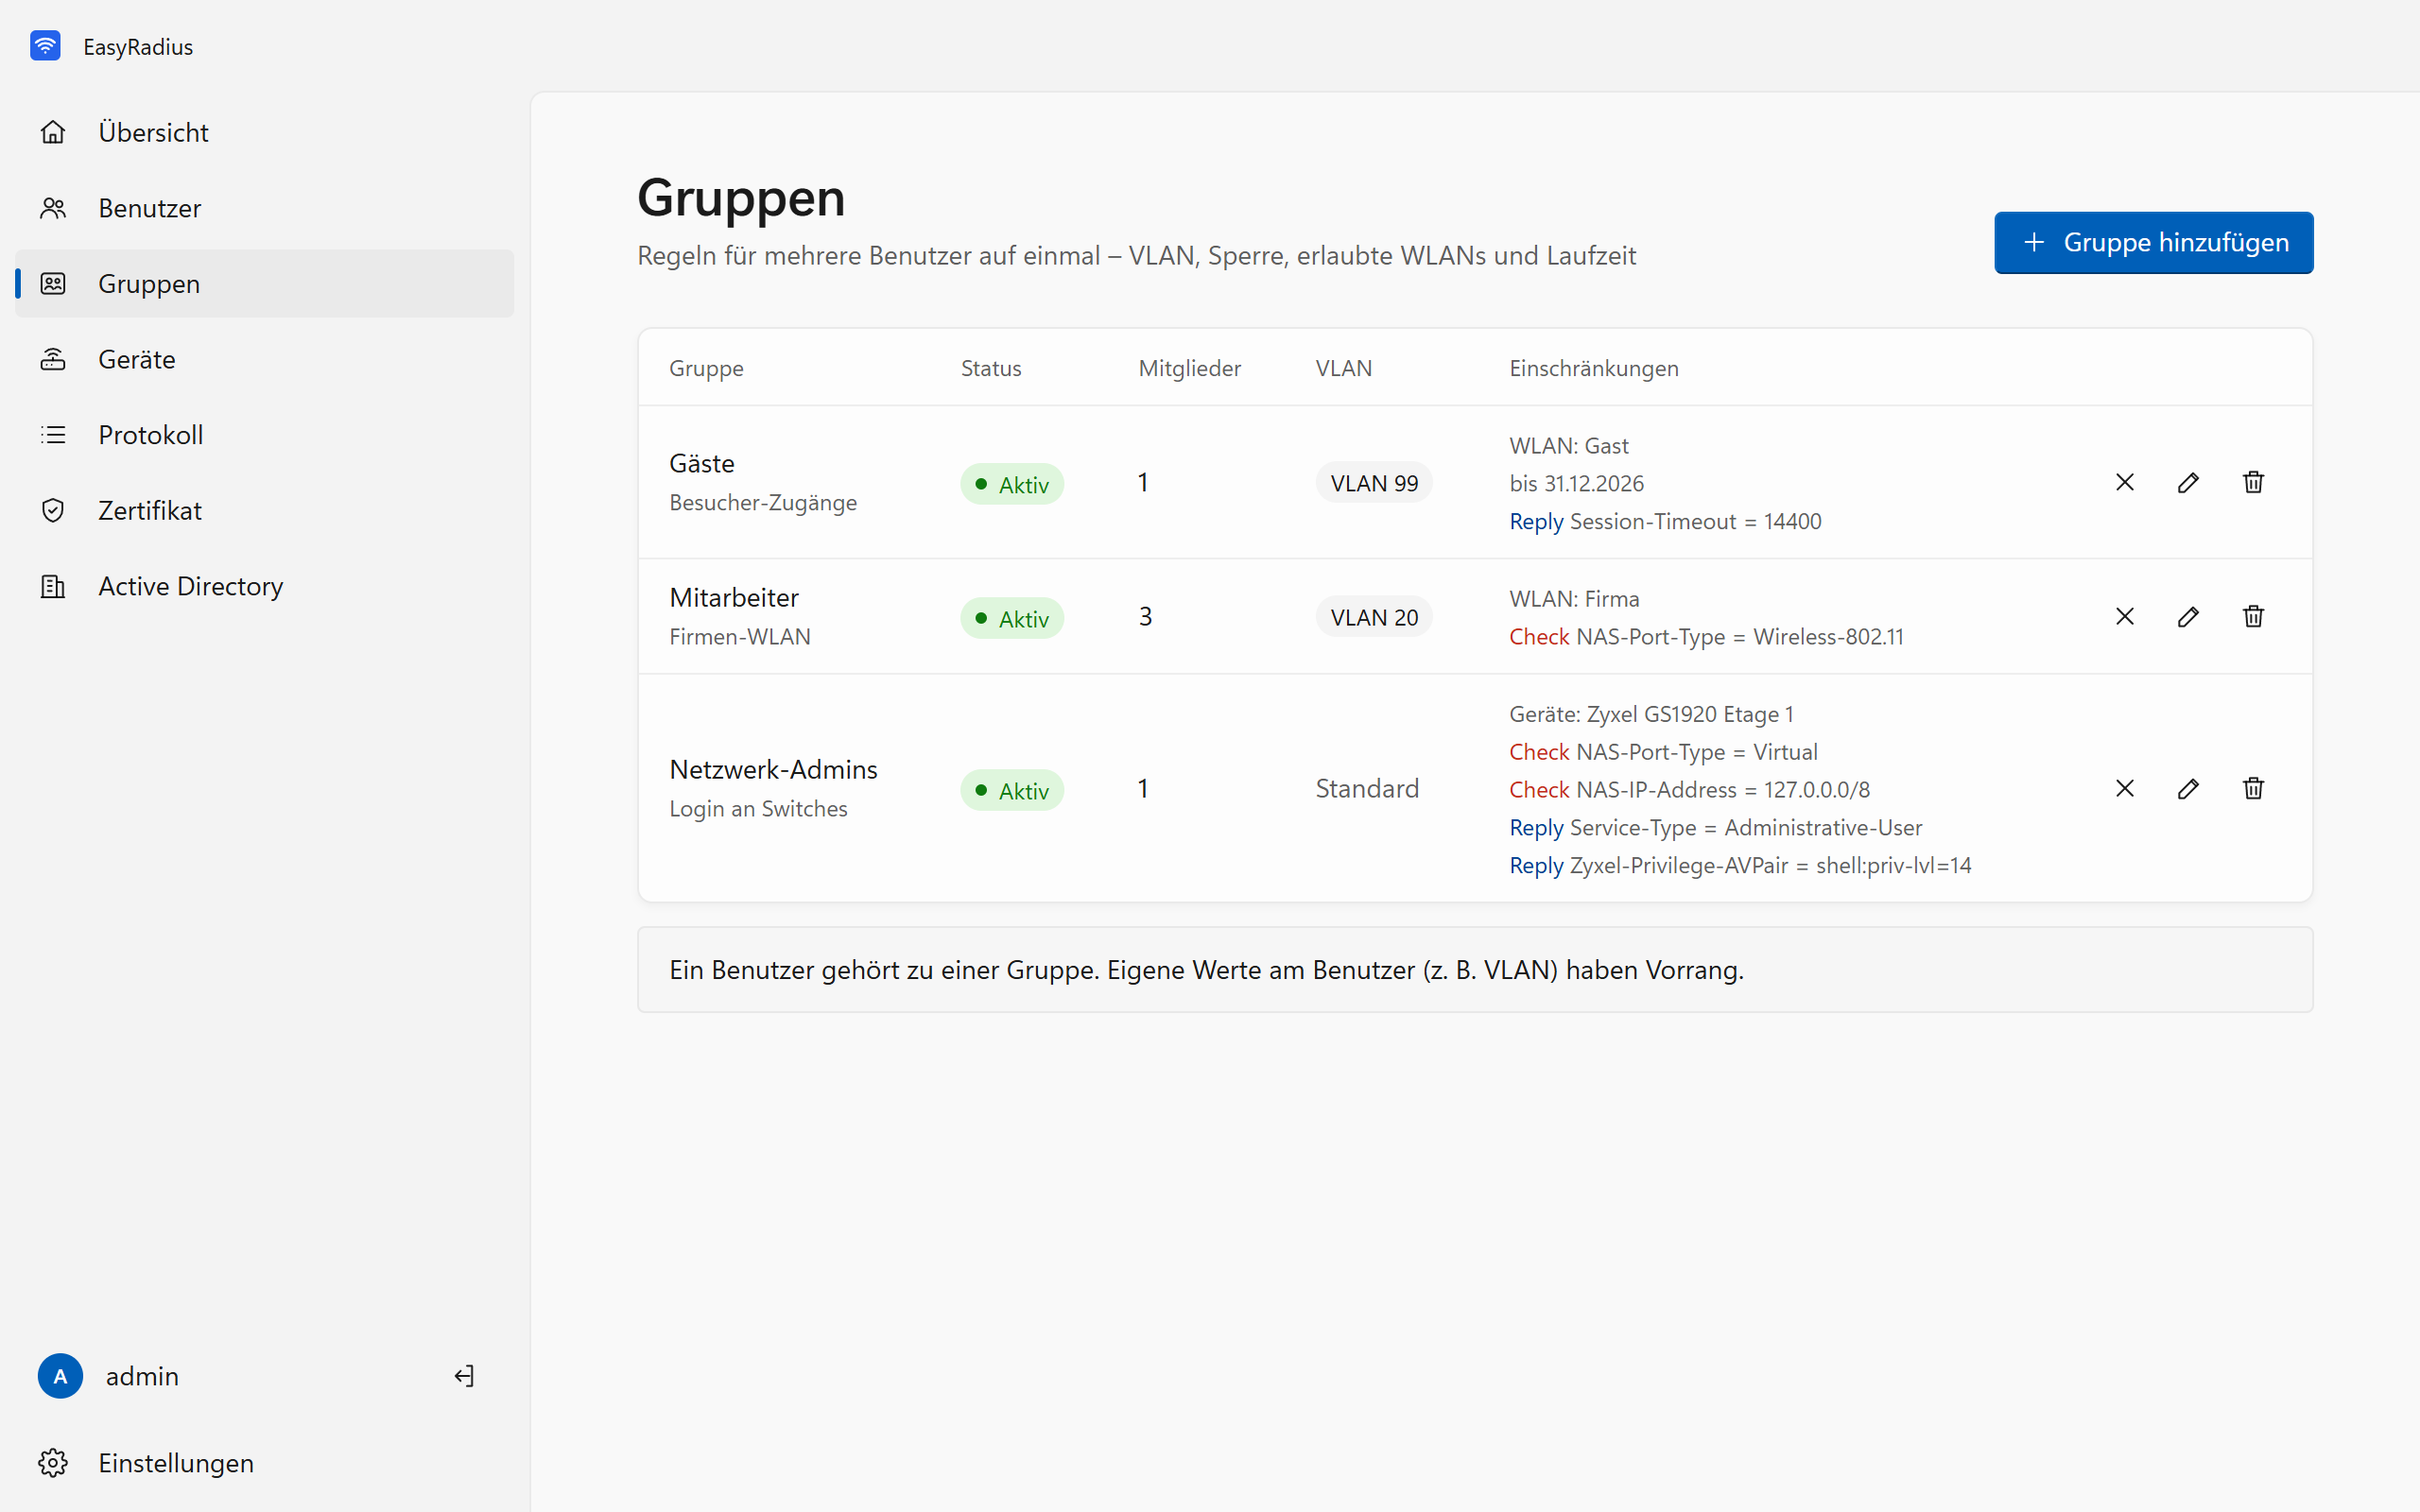 EasyRadius
Übersicht
Benutzer
Gruppen
Geräte
Protokoll
Zertifikat
Active Directory
A admin
Einstellungen
Gruppen
Regeln für mehrere Benutzer auf einmal – VLAN, Sperre, erlaubte WLANs und Laufzeit
Gruppe hinzufügen
Gruppe Status Mitglieder VLAN Einschränkungen
Gäste
Besucher-Zugänge
Aktiv
1
VLAN 99
WLAN: Gast
bis 31.12.2026
Reply Session-Timeout = 14400
Mitarbeiter
Firmen-WLAN
Aktiv
3
VLAN 20
WLAN: Firma
Check NAS-Port-Type = Wireless-802.11
Netzwerk-Admins
Login an Switches
Aktiv
1
Standard
Geräte: Zyxel GS1920 Etage 1
Check NAS-Port-Type = Virtual
Check NAS-IP-Address = 127.0.0.0/8
Reply Service-Type = Administrative-User
Reply Zyxel-Privilege-AVPair = shell:priv-lvl=14
Ein Benutzer gehört zu einer Gruppe. Eigene Werte am Benutzer (z. B. VLAN) haben Vorrang.